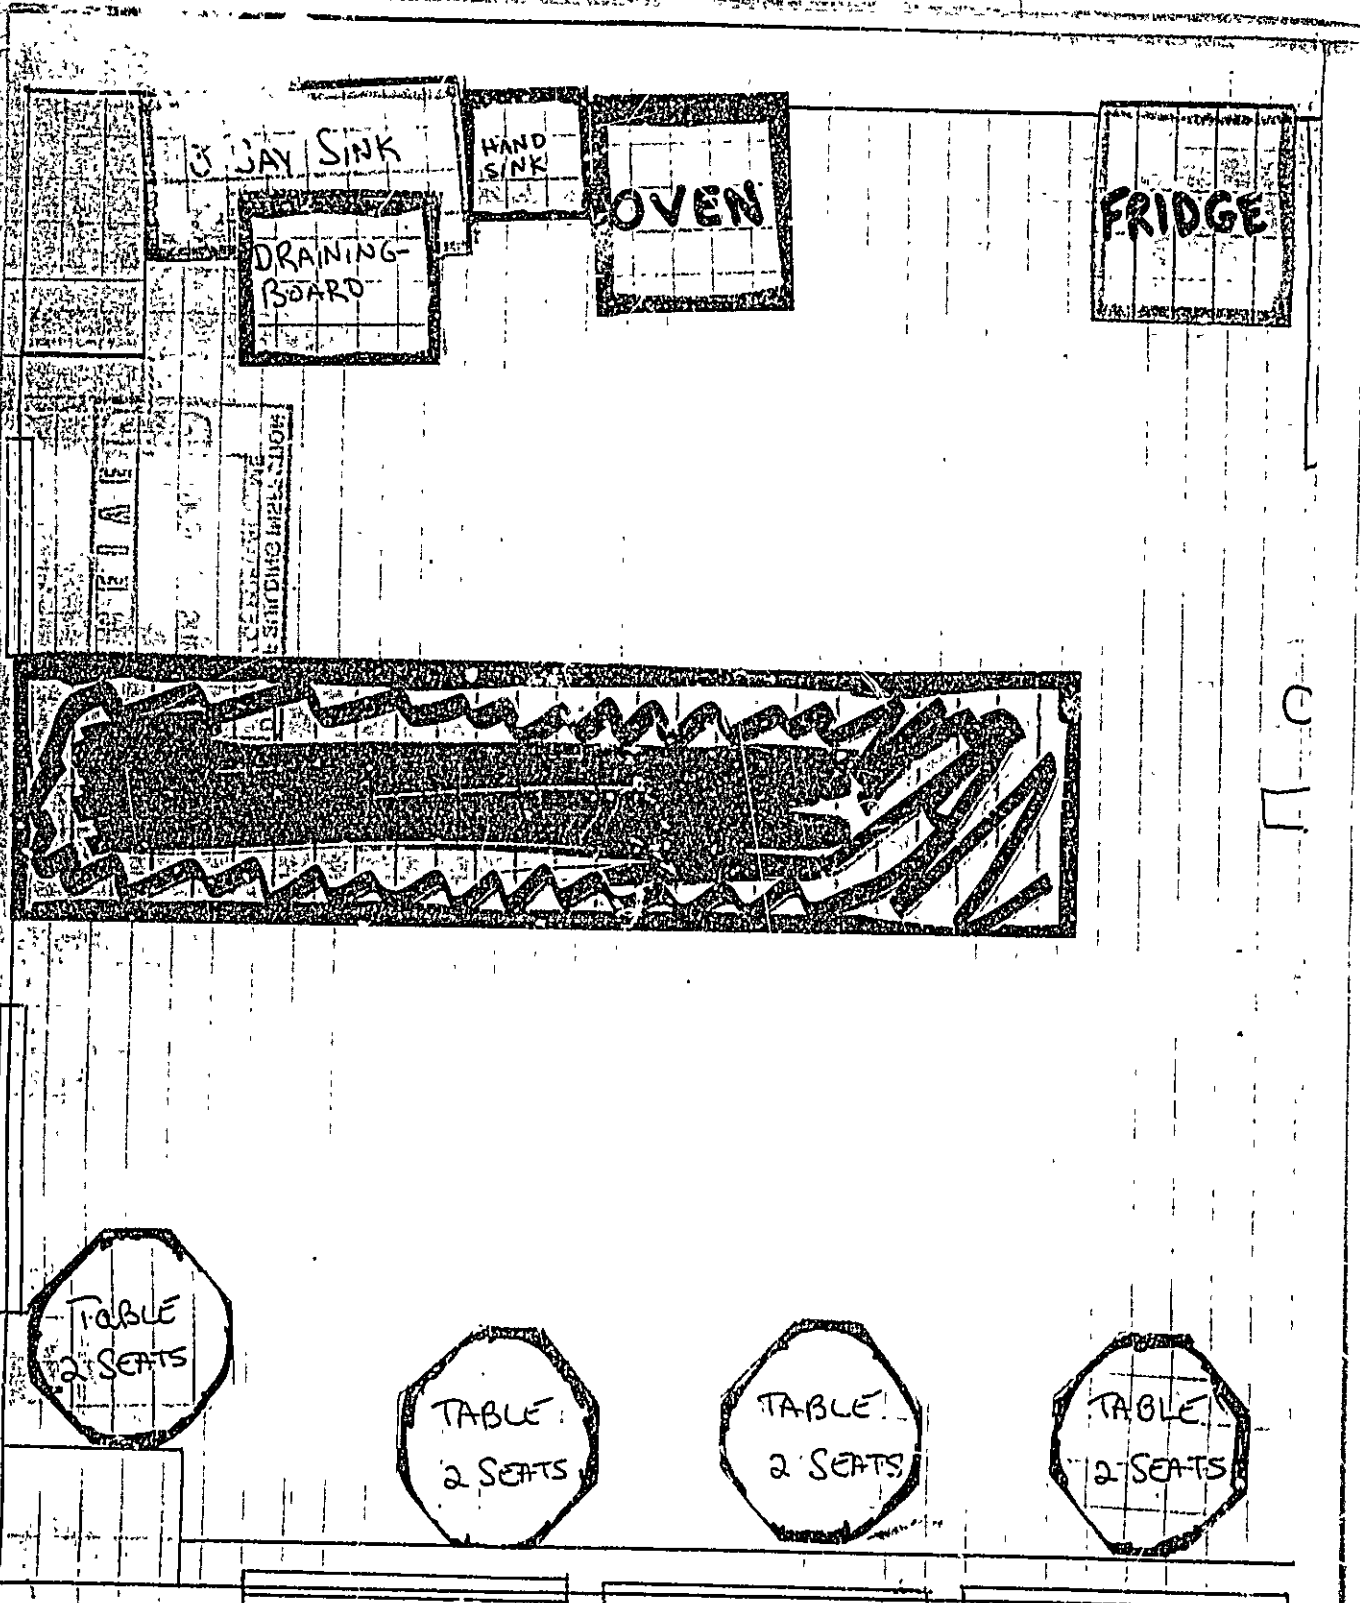 JAY SINK
HAND
SINK
OVEN
FRIDGE
DRAINING-
BOARD
TABLE
2 SEATS
TABLE
2 SEATS
TABLE
2 SEATS
TABLE
2 SEATS